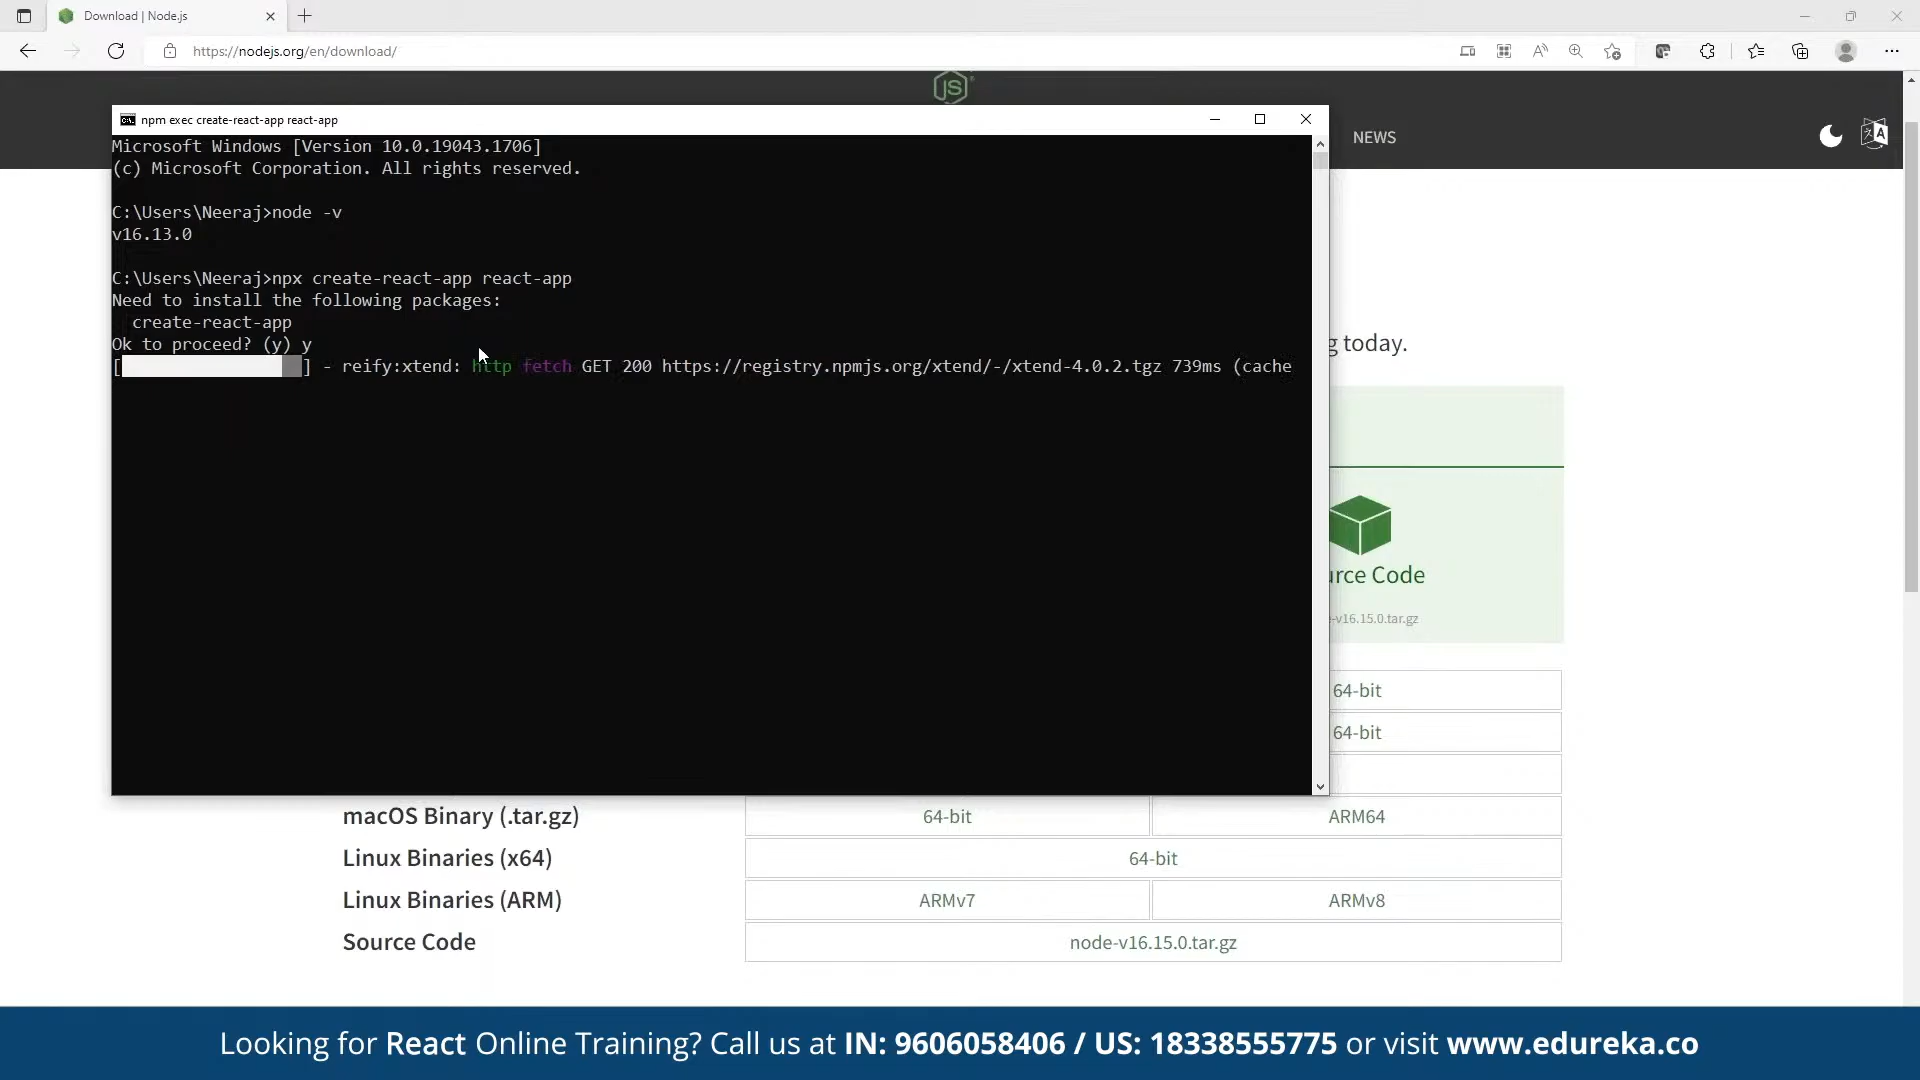 Download | Node.js
https://nodejs.org/en/download/
JS
NEWS
npm exec create-react-app react-app
Microsoft Windows [Version 10.0.19043.1706]
(c) Microsoft Corporation. All rights reserved.
C:\Users\Neeraj>node -v
v16.13.0
C:\Users\Neeraj>npx create-react-app react-app
Need to install the following packages:
create-react-app
Ok to proceed? (y) y
[ ] - reify:xtend: http fetch GET 200 https://registry.npmjs.org/xtend/-/xtend-4.0.2.tgz 739ms (cache
g today.
urce Code
-v16.15.0.tar.gz
64-bit
64-bit
macOS Binary (.tar.gz) 64-bit ARM64
Linux Binaries (x64) 64-bit
Linux Binaries (ARM) ARMv7 ARMv8
Source Code node-v16.15.0.tar.gz
Looking for React Online Training? Call us at IN: 9606058406 / US: 18338555775 or visit www.edureka.co